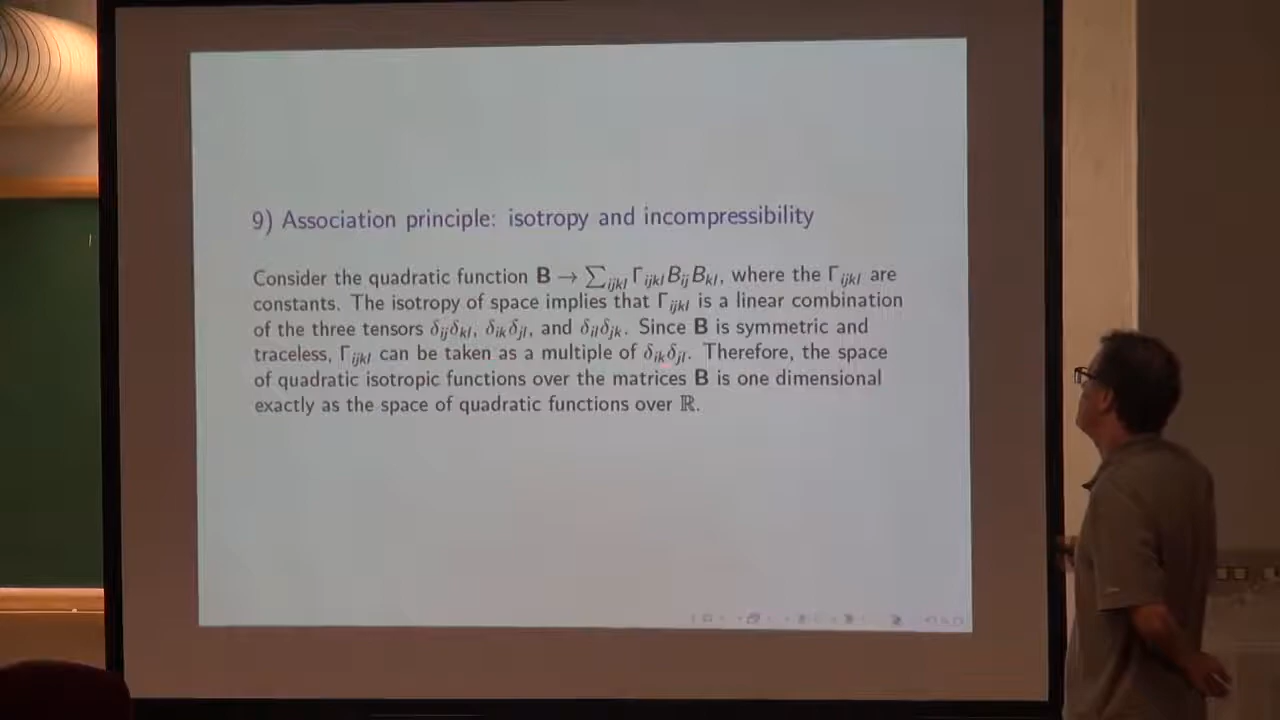 9) Association principle: isotropy and incompressibility
Consider the quadratic function B → ∑ijkl Γijkl Bij Bkl, where the Γijkl are
constants. The isotropy of space implies that Γijkl is a linear combination
of the three tensors δijδkl, δikδjl, and δilδjk. Since B is symmetric and
traceless, Γijkl can be taken as a multiple of δikδjl. Therefore, the space
of quadratic isotropic functions over the matrices B is one dimensional
exactly as the space of quadratic functions over ℝ.